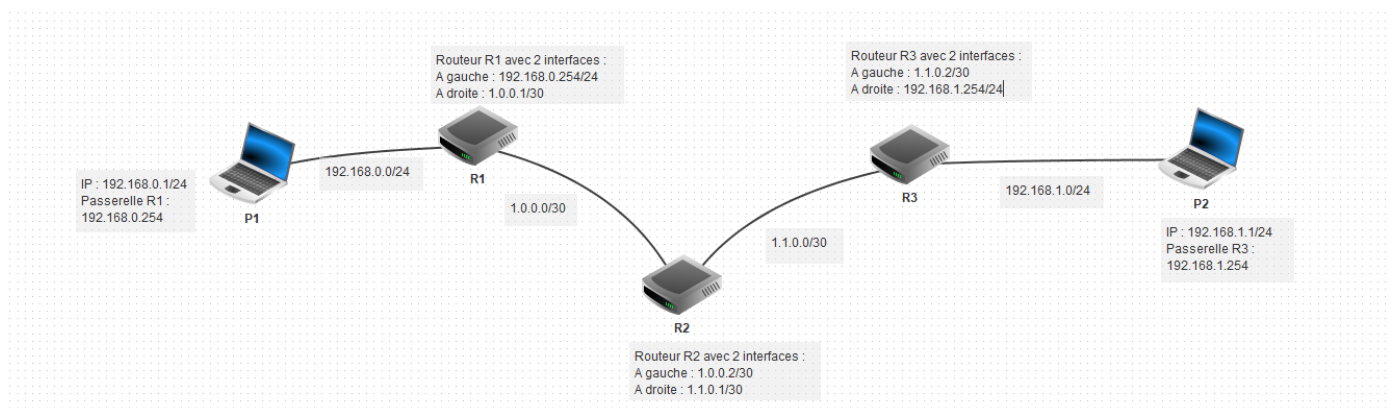 Routeur R1 avec 2 interfaces :
A gauche : 192.168.0.254/24
A droite : 1.0.0.1/30
Routeur R3 avec 2 interfaces :
A gauche : 1.1.0.2/30
A droite : 192.168.1.254/24
192.168.0.0/24
R1
IP : 192.168.0.1/24
Passerelle R1 :
192.168.0.254
P1
1.0.0.0/30
1.1.0.0/30
R3
192.168.1.0/24
P2
IP : 192.168.1.1/24
Passerelle R3 :
192.168.1.254
R2
Routeur R2 avec 2 interfaces :
A gauche : 1.0.0.2/30
A droite : 1.1.0.1/30